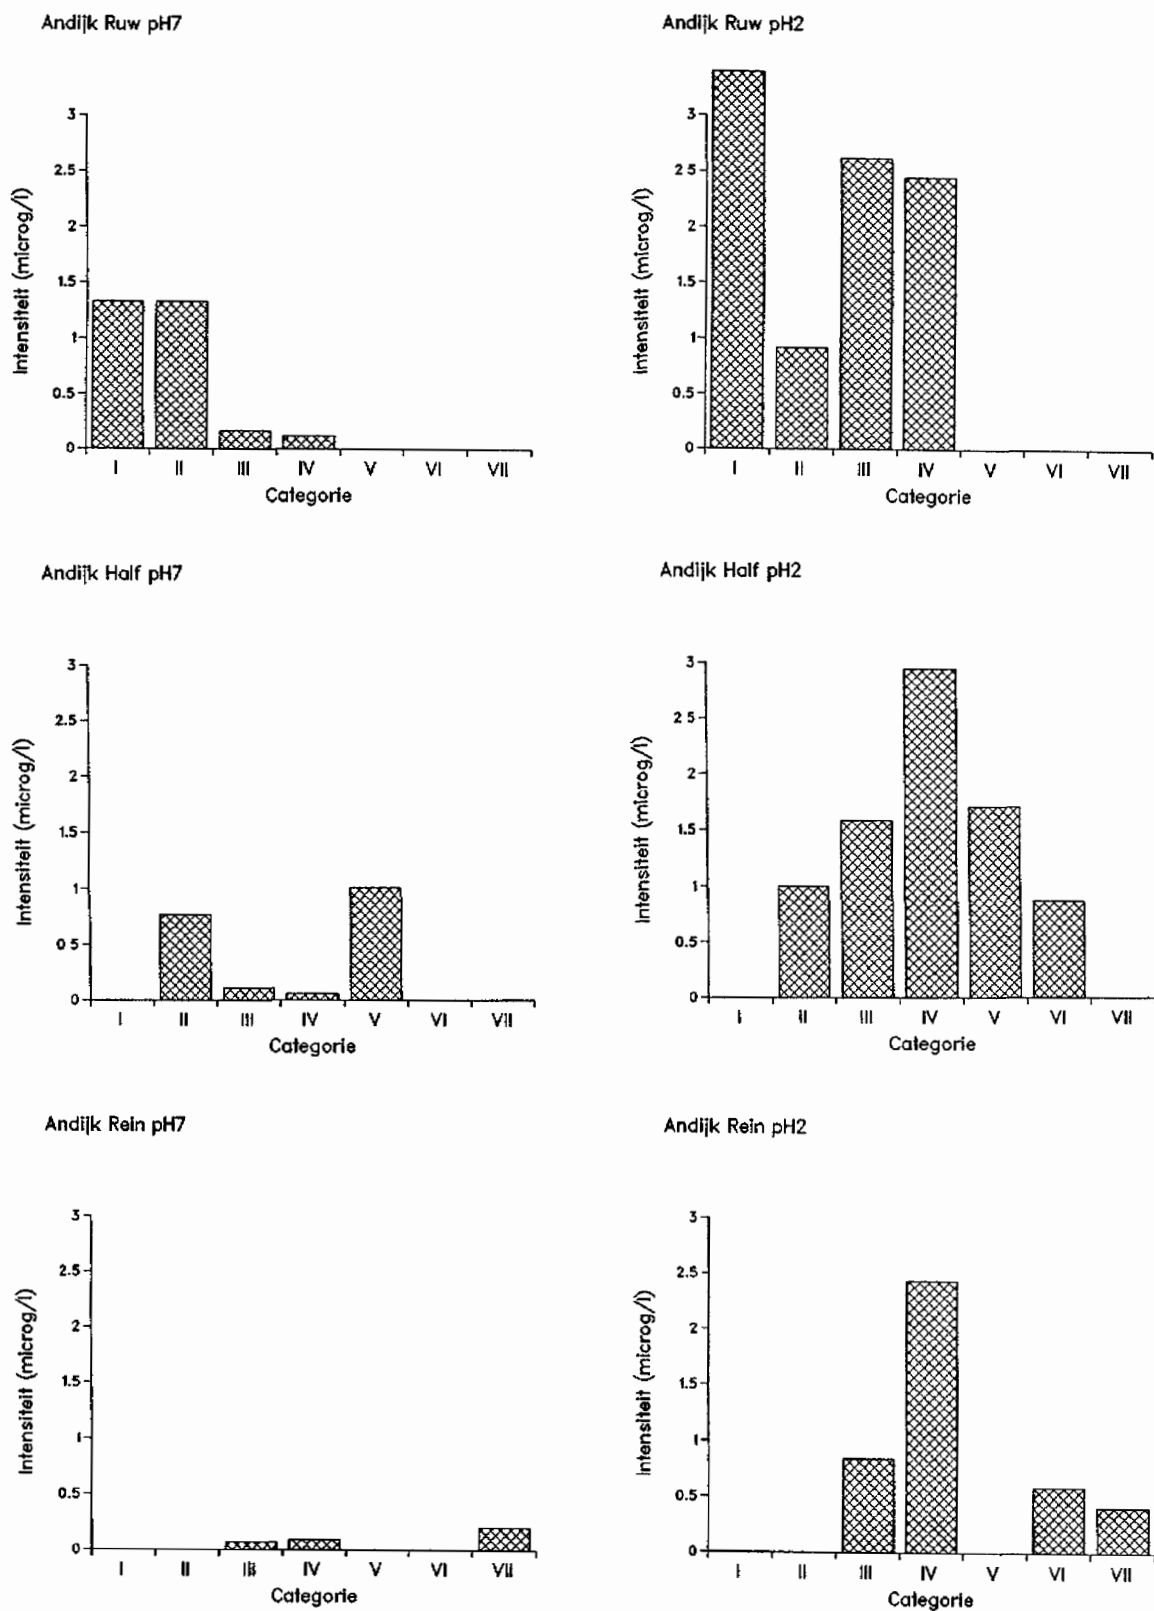 Andijk Ruw pH7
Intensiteit (microg/l)
3
2.5
2
1.5
1
0.5
0
I II III IV V VI VII
Categorie
Andijk Ruw pH2
Intensiteit (microg/l)
3
2.5
2
1.5
1
0.5
0
I II III IV V VI VII
Categorie
Andijk Half pH7
Intensiteit (microg/l)
3
2.5
2
1.5
1
0 5
0
I II III IV V VI VII
Categorie
Andijk Half pH2
Intensiteit (microg/l)
3
2 5
2
1.5
1
0.5
0
I II III IV V VI VII
Categorie
Andijk Rein pH7
Intensiteit (microg/l)
3
2.5
2
1.5
1
0.5
0
I II III IV V VI VII
Categorie
Andijk Rein pH2
Intensiteit (microg/l)
3
2.5
2
1.5
1
0.5
0
I II III IV V VI VII
Categorie